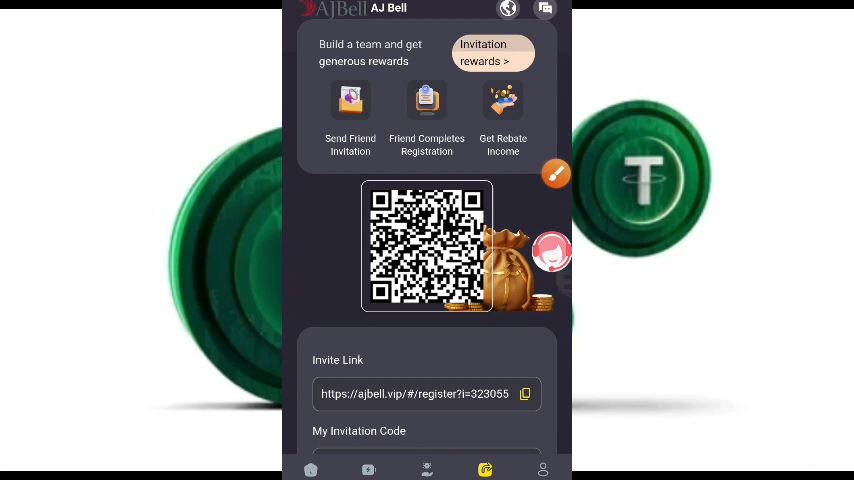 AJBell AJ Bell
Build a team and get
generous rewards
Invitation
rewards >
Send Friend
Invitation
Friend Completes
Registration
Get Rebate
Income
Invite Link
https://ajbell.vip/#/register?i=323055
My Invitation Code